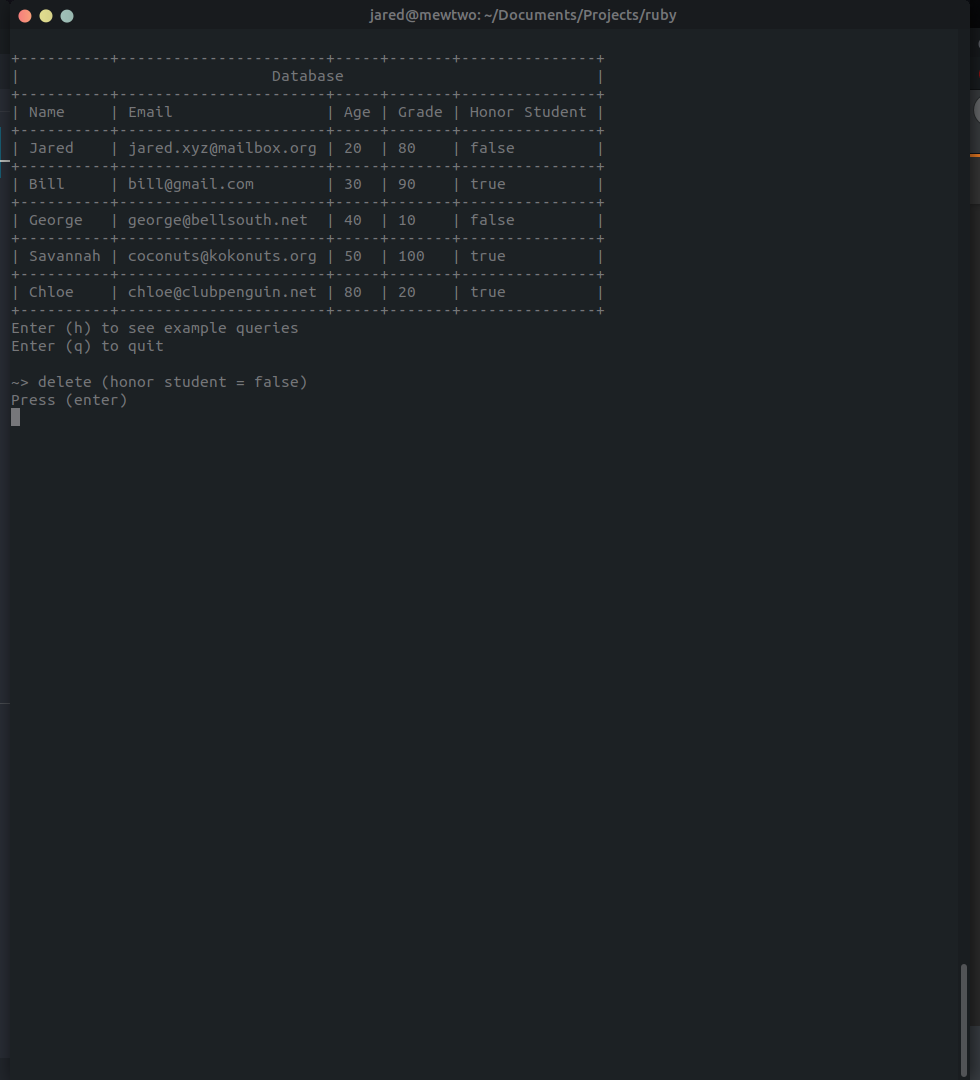 jared@mewtwo: ~/Documents/Projects/ruby
+----------+-----------------------+-----+-------+---------------+
|                            Database                            |
+----------+-----------------------+-----+-------+---------------+
| Name     | Email                 | Age | Grade | Honor Student |
+----------+-----------------------+-----+-------+---------------+
| Jared    | jared.xyz@mailbox.org | 20  | 80    | false         |
+----------+-----------------------+-----+-------+---------------+
| Bill     | bill@gmail.com        | 30  | 90    | true          |
+----------+-----------------------+-----+-------+---------------+
| George   | george@bellsouth.net  | 40  | 10    | false         |
+----------+-----------------------+-----+-------+---------------+
| Savannah | coconuts@kokonuts.org | 50  | 100   | true          |
+----------+-----------------------+-----+-------+---------------+
| Chloe    | chloe@clubpenguin.net | 80  | 20    | true          |
+----------+-----------------------+-----+-------+---------------+
Enter (h) to see example queries
Enter (q) to quit
~> delete (honor student = false)
Press (enter)